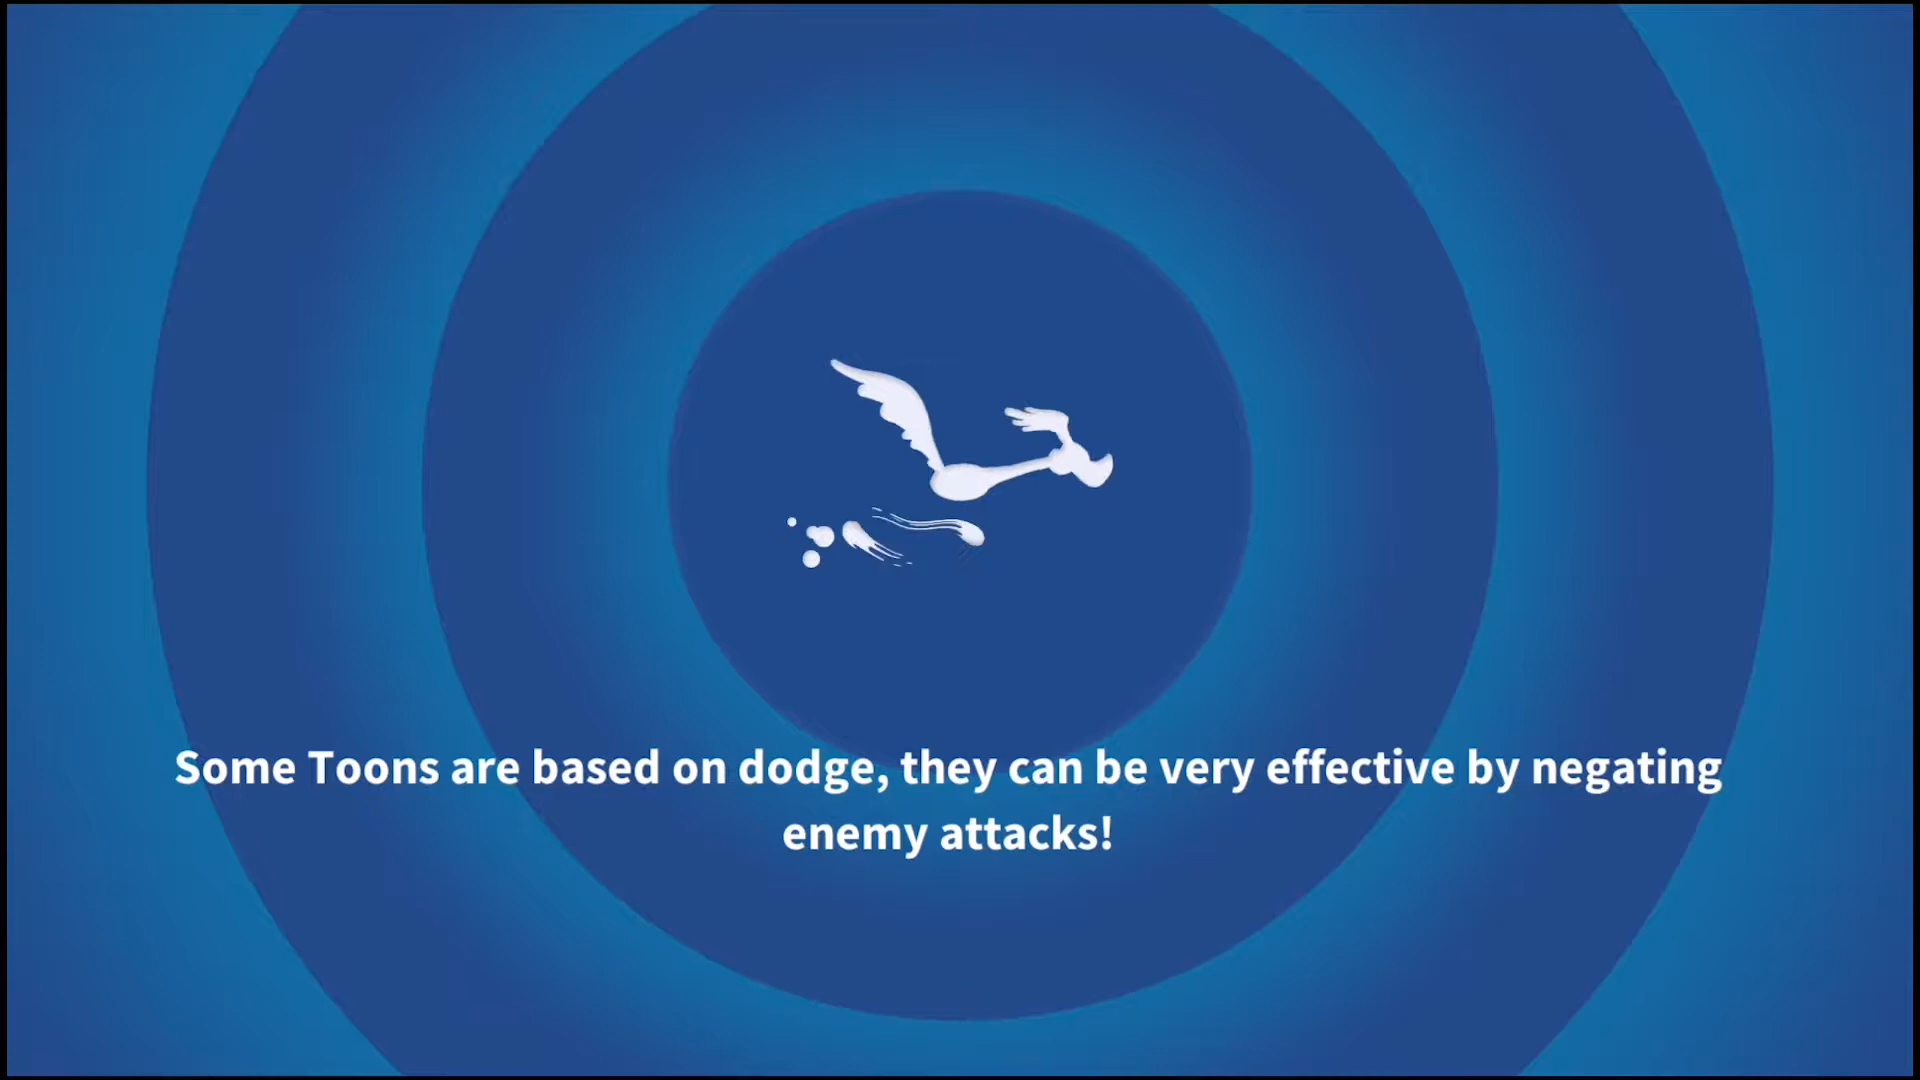 Some Toons are based on dodge, they can be very effective by negating
enemy attacks!